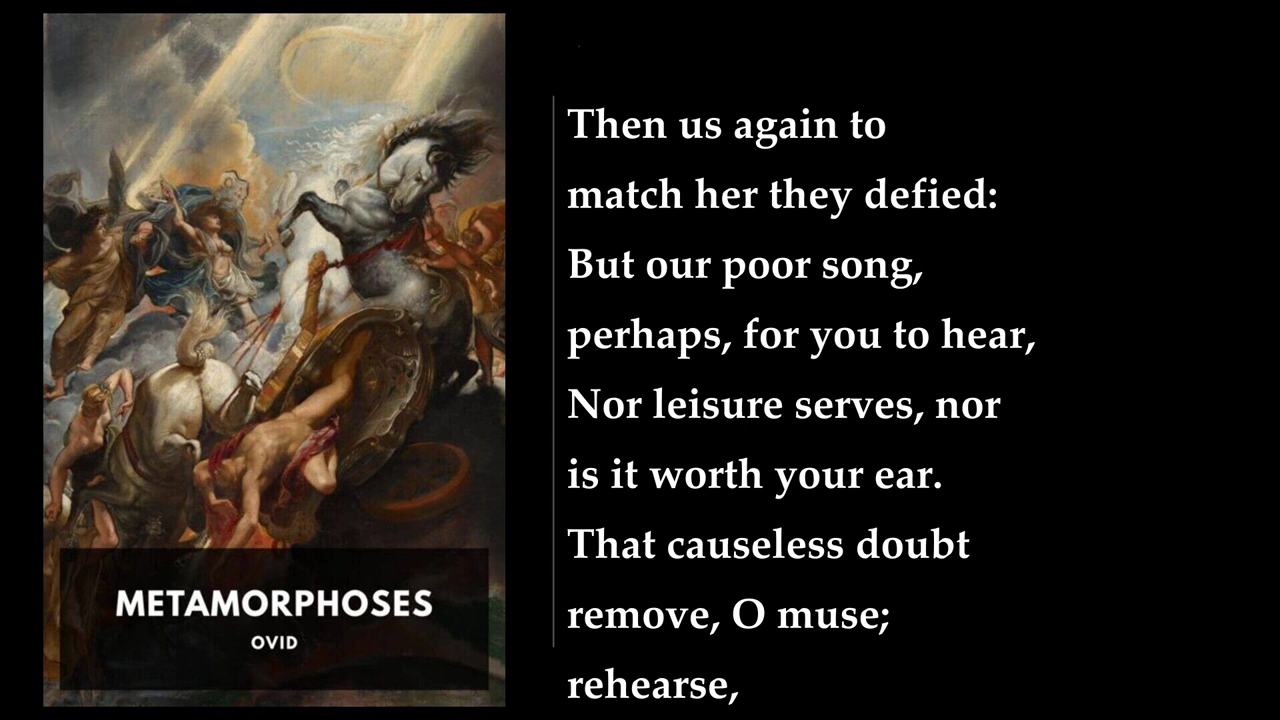 METAMORPHOSES
OVID
Then us again to
match her they defied:
But our poor song,
perhaps, for you to hear,
Nor leisure serves, nor
is it worth your ear.
That causeless doubt
remove, O muse;
rehearse,